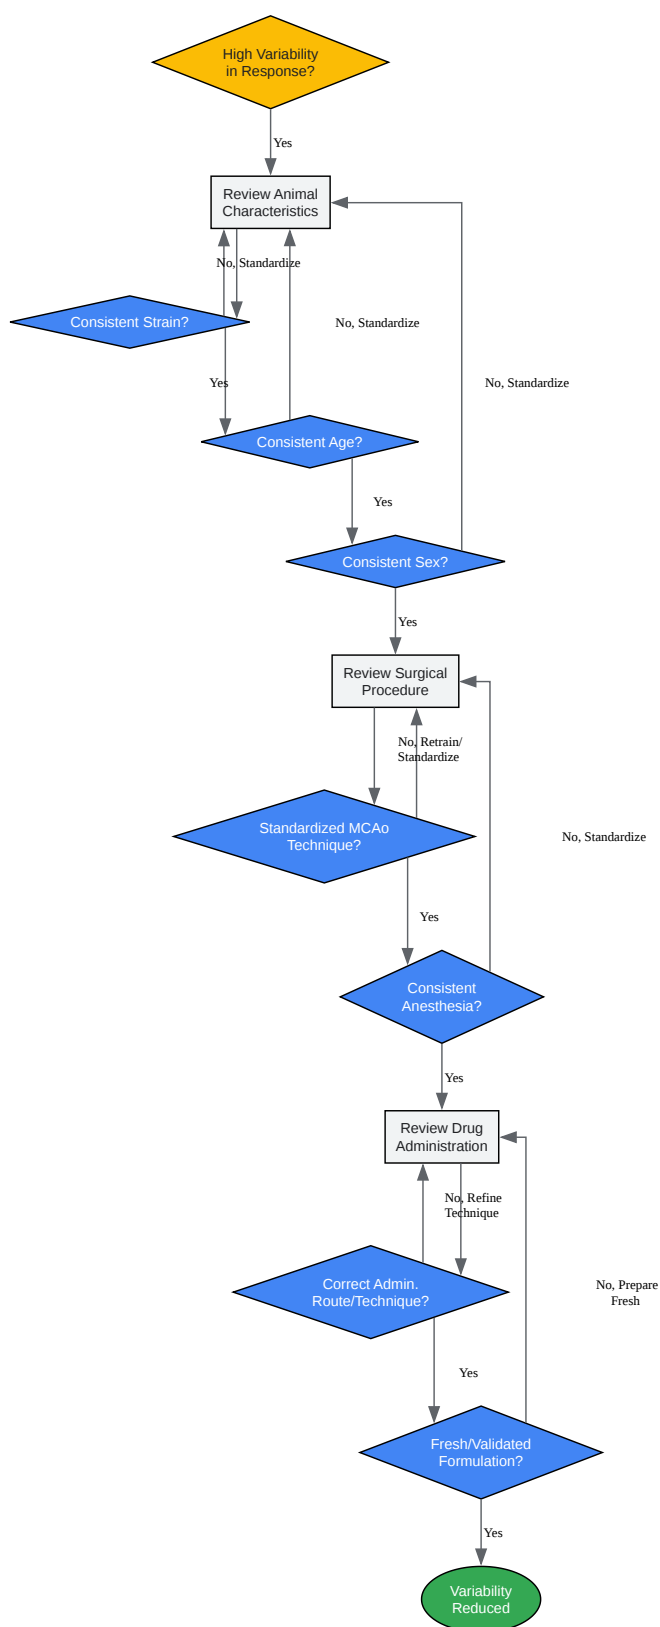 High Variability
in Response?
Yes
Review Animal
Characteristics
No, Standardize
Consistent Strain?
No, Standardize
Yes
No, Standardize
Consistent Age?
Yes
Consistent Sex?
Yes
Review Surgical
Procedure
No, Retrain/
Standardize
Standardized MCAo
Technique?
No, Standardize
Yes
Consistent
Anesthesia?
Yes
Review Drug
Administration
No, Refine
Technique
Correct Admin.
Route/Technique?
No, Prepare
Fresh
Yes
Fresh/Validated
Formulation?
Yes
Variability
Reduced